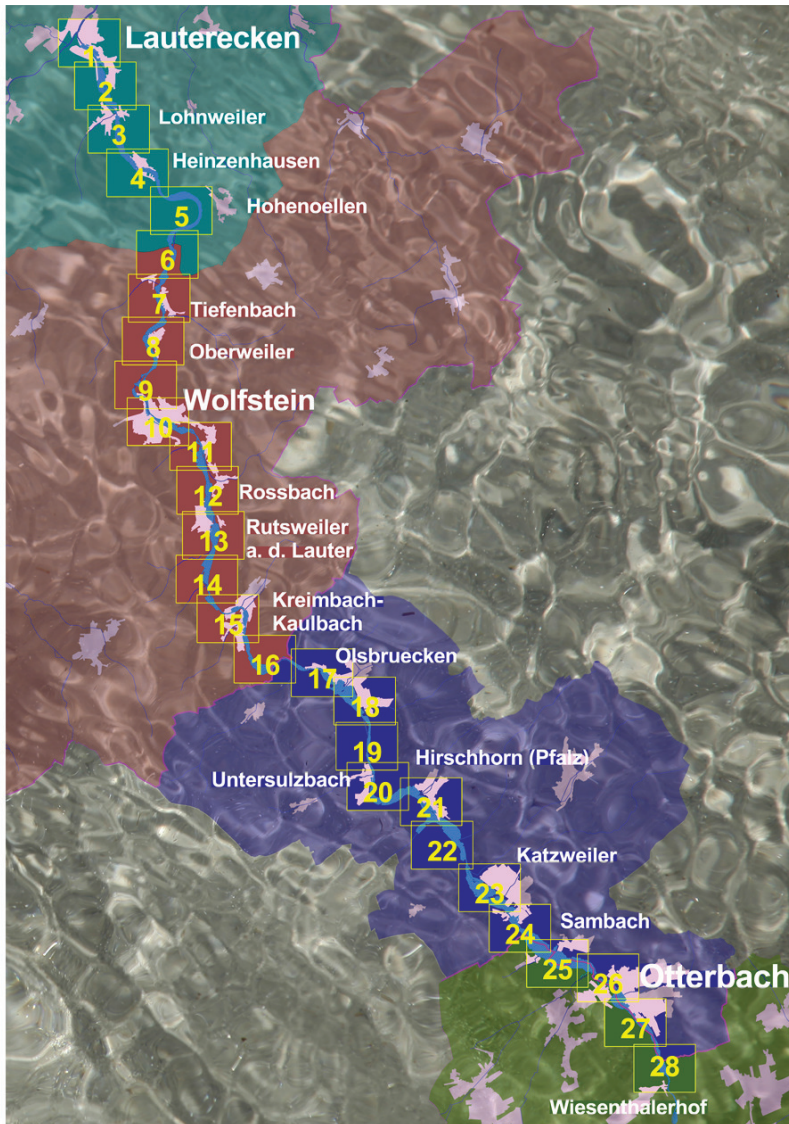 Lauterecken
1
2
Lohnweiler
3
Heinzenhausen
4
Hohenoellen
5
6
7
Tiefenbach
8
Oberweiler
9
Wolfstein
10
11
12
Rossbach
13
Rutsweiler
a. d. Lauter
14
Kreimbach-
Kaulbach
15
16
Olsbruecken
17
18
19
Hirschhorn (Pfalz)
Untersulzbach
20
21
22
Katzweiler
23
Sambach
24
25
Otterbach
26
27
28
Wiesenthalerhof